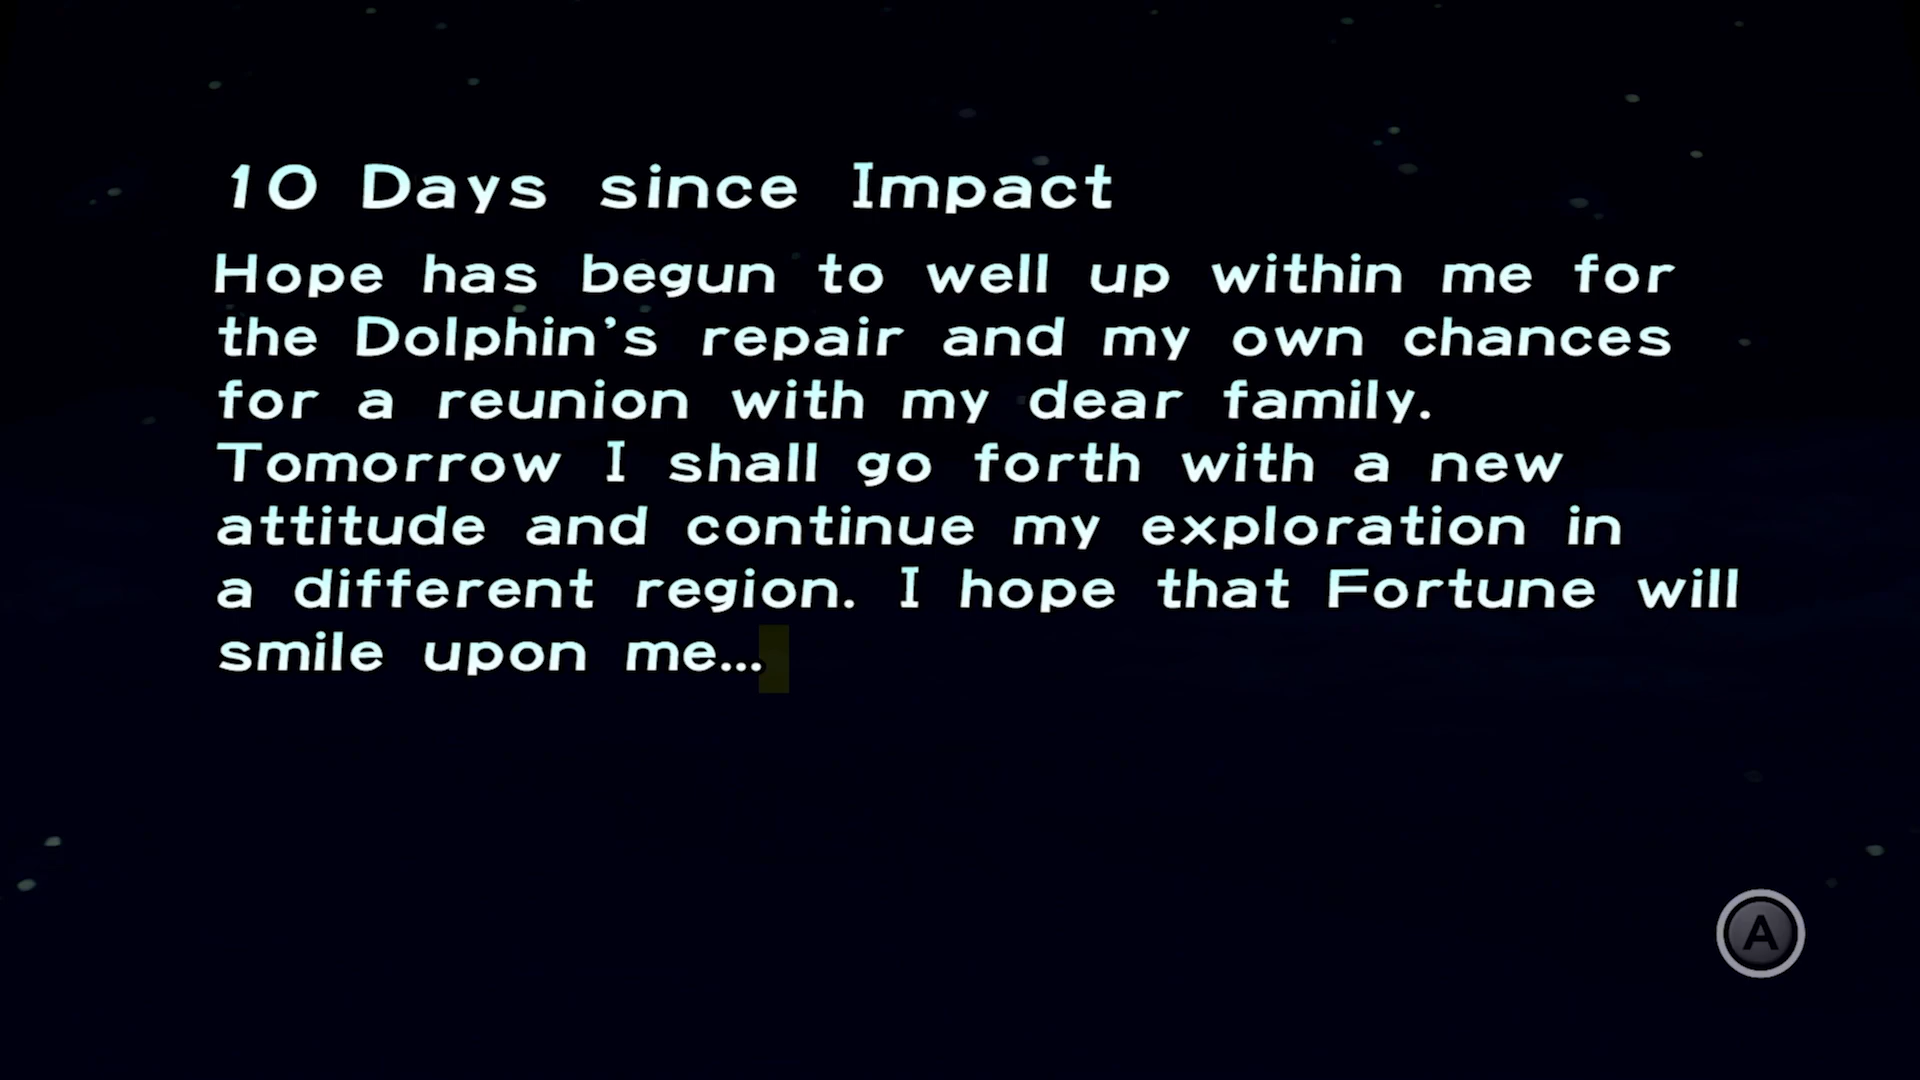 10 Days since Impact
Hope has begun to well up within me for
the Dolphin's repair and my own chances
for a reunion with my dear family.
Tomorrow I shall go forth with a new
attitude and continue my exploration in
a different region. I hope that Fortune will
smile upon me...
A